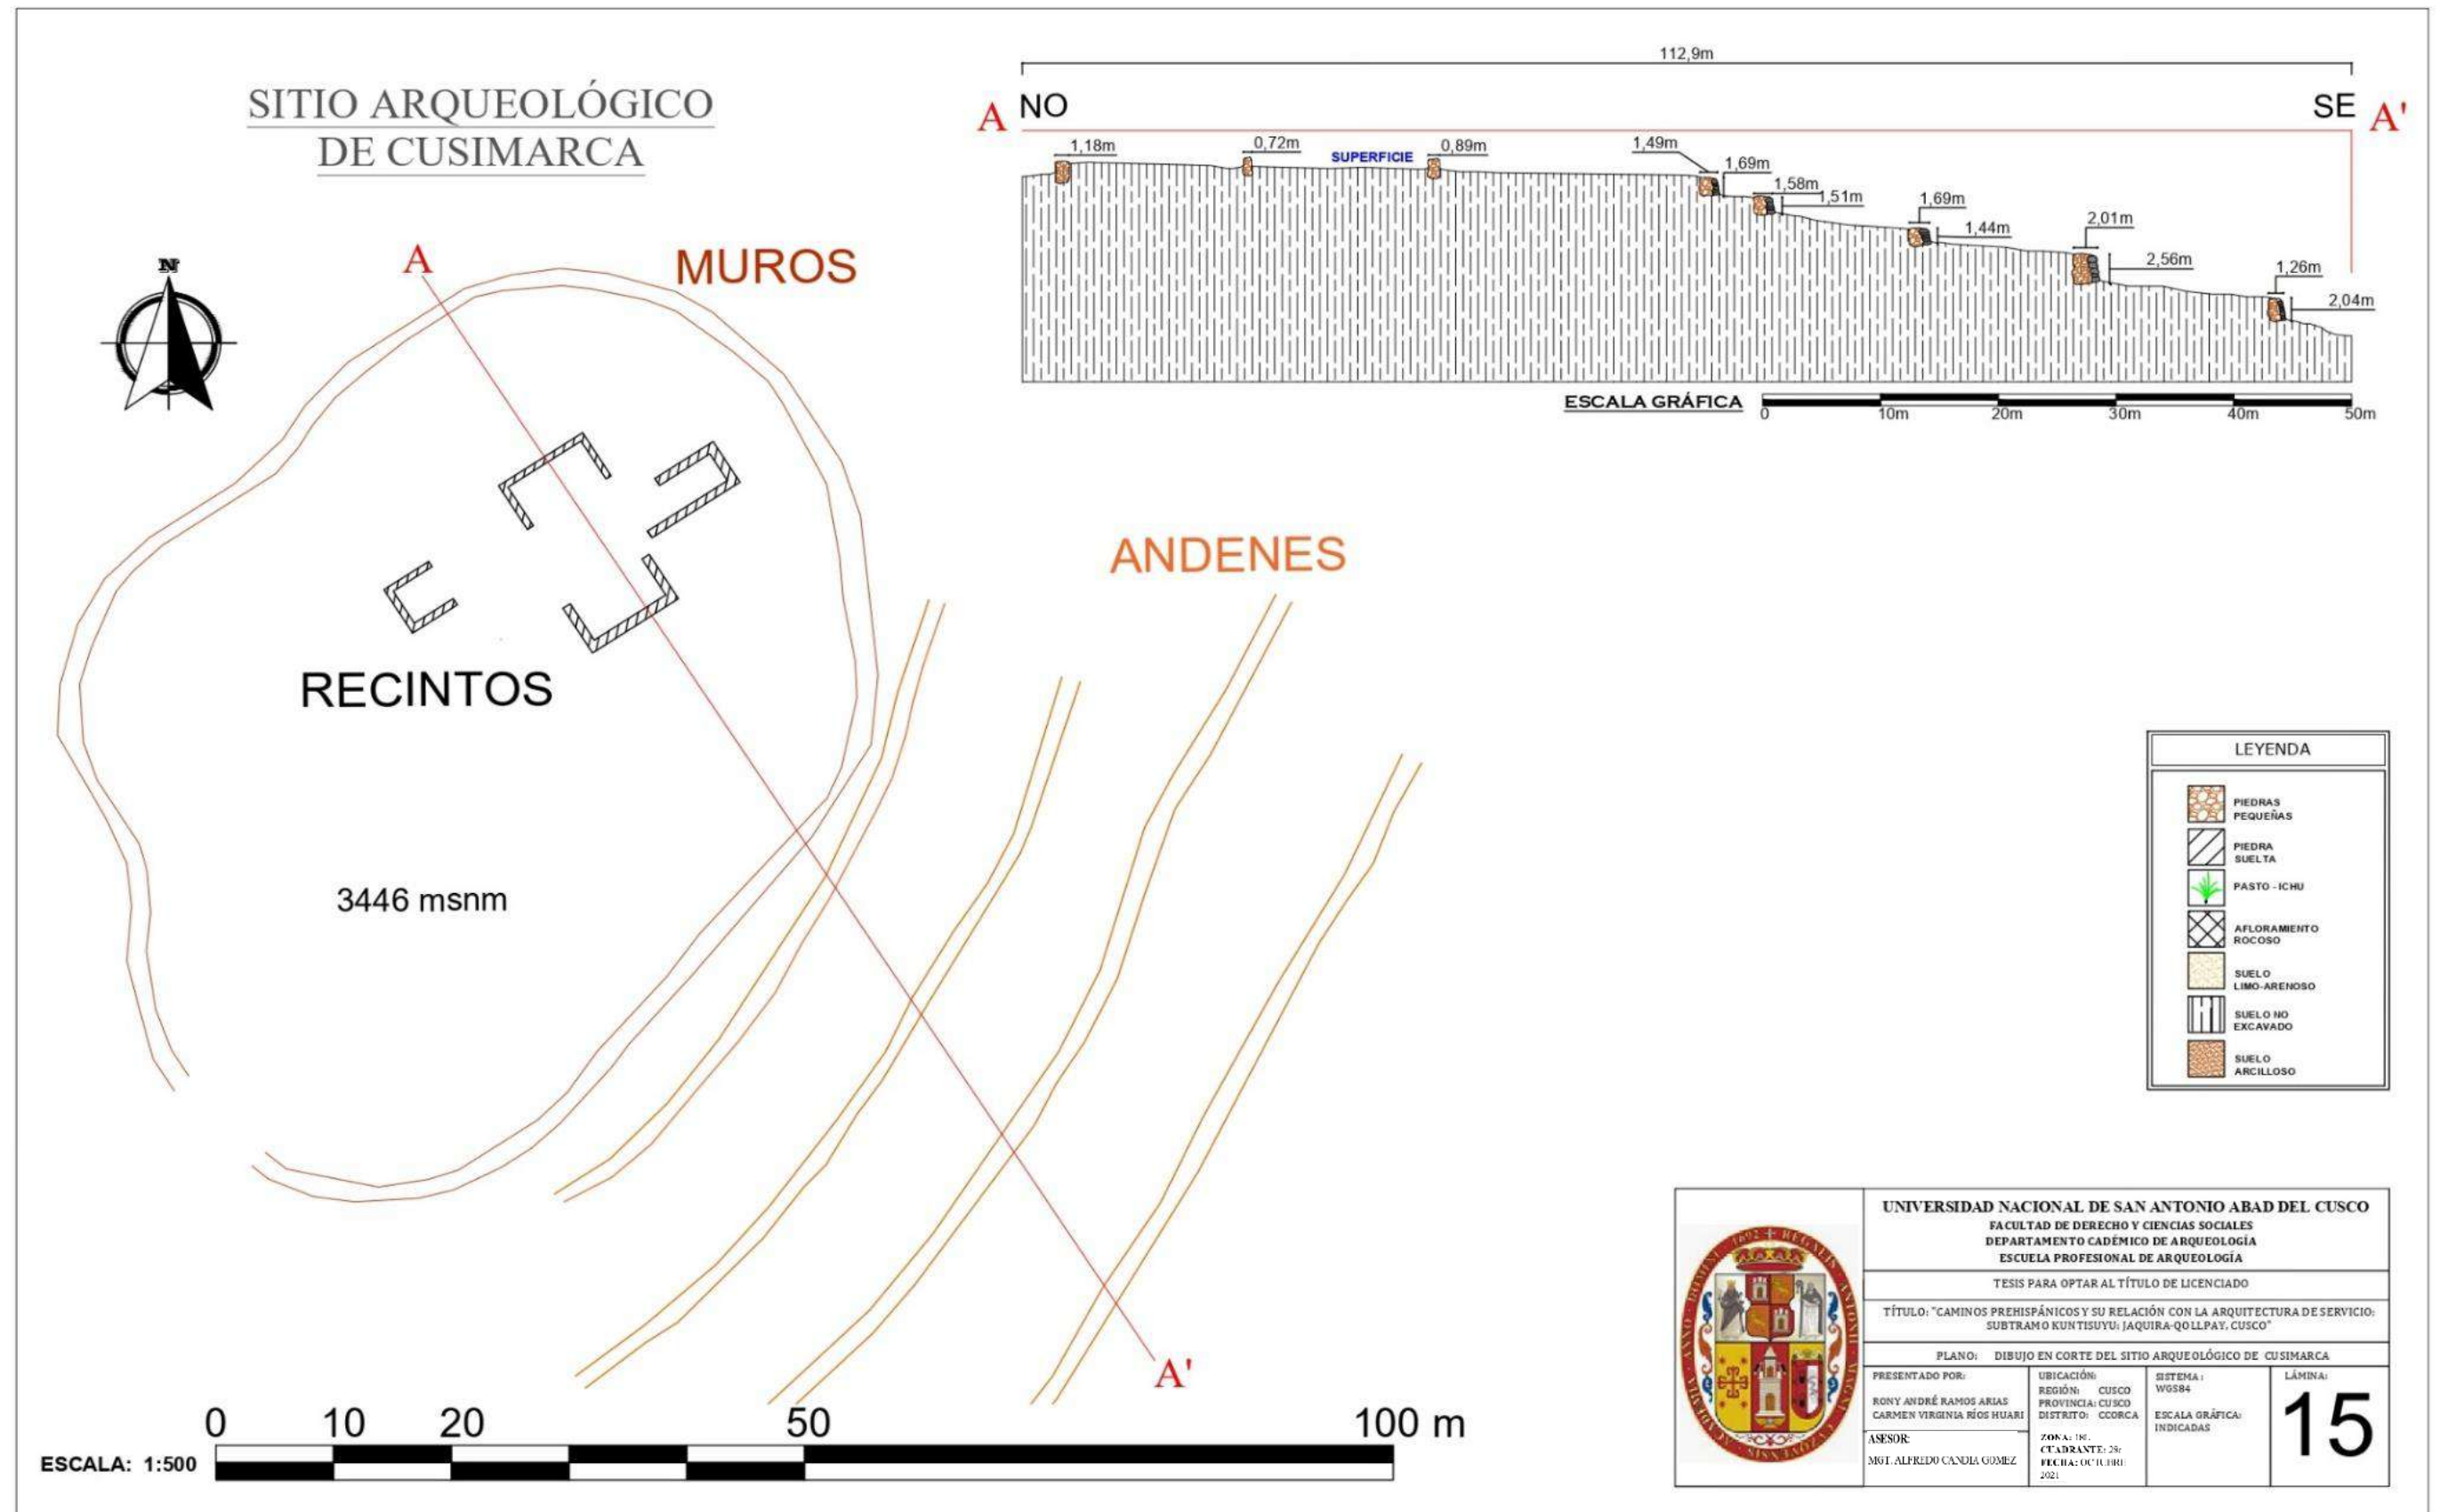 SITIO ARQUEOLÓGICO
DE CUSIMARCA
112,9m
A NO
SE A'
1,18m
0,72m
SUPERFICIE
0,89m
1,49m
1,69m
1,58m
1,51m
1,69m
1,44m
2,01m
2,56m
1,26m
2,04m
ESCALA GRÁFICA
0 10m 20m 30m 40m 50m
N
A
MUROS
ANDENES
RECINTOS
3446 msnm
A'
0 10 20 50 100 m
ESCALA: 1:500
LEYENDA
PIEDRAS
PEQUEÑAS
PIEDRA
SUELTA
PASTO - ICHU
AFLORAMIENTO
ROCOSO
SUELO
LIMO-ARENOSO
SUELO NO
EXCAVADO
SUELO
ARCILLOSO
UNIVERSIDAD NACIONAL DE SAN ANTONIO ABAD DEL CUSCO
FACULTAD DE DERECHO Y CIENCIAS SOCIALES
DEPARTAMENTO CADÉMICO DE ARQUEOLOGÍA
ESCUELA PROFESIONAL DE ARQUEOLOGÍA
TESIS PARA OPTAR AL TÍTULO DE LICENCIADO
TÍTULO: "CAMINOS PREHISPÁNICOS Y SU RELACIÓN CON LA ARQUITECTURA DE SERVICIO:
SUBTRAMO KUNTISUYU: JAQUIRA-QOLLPAY, CUSCO"
PLANO: DIBUJO EN CORTE DEL SITIO ARQUEOLÓGICO DE CUSIMARCA
PRESENTADO POR:
RONY ANDRÉ RAMOS ARIAS
CARMEN VIRGINIA RÍOS HUARI
ASESOR:
MGT. ALFREDO CANDIA GOMEZ
UBICACIÓN:
REGIÓN: CUSCO
PROVINCIA: CUSCO
DISTRITO: CCORCA
ZONA:
CUADRANTE:
FECHA: OCTUBRE
2021
SISTEMA:
WGS84
ESCALA GRÁFICA:
INDICADAS
LÁMINA:
15